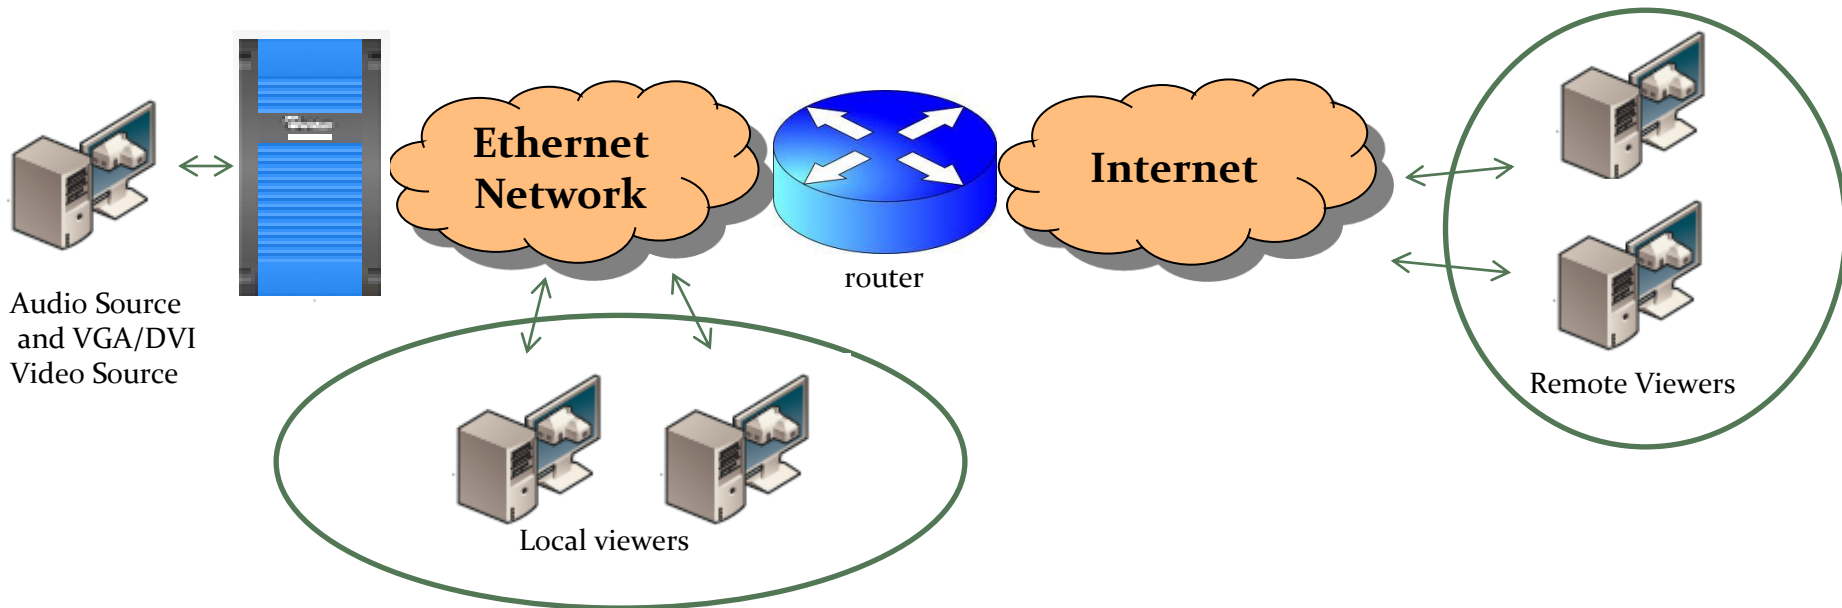 Ethernet
Network
Internet
router
Audio Source
and VGA/DVI
Video Source
Remote Viewers
Local viewers